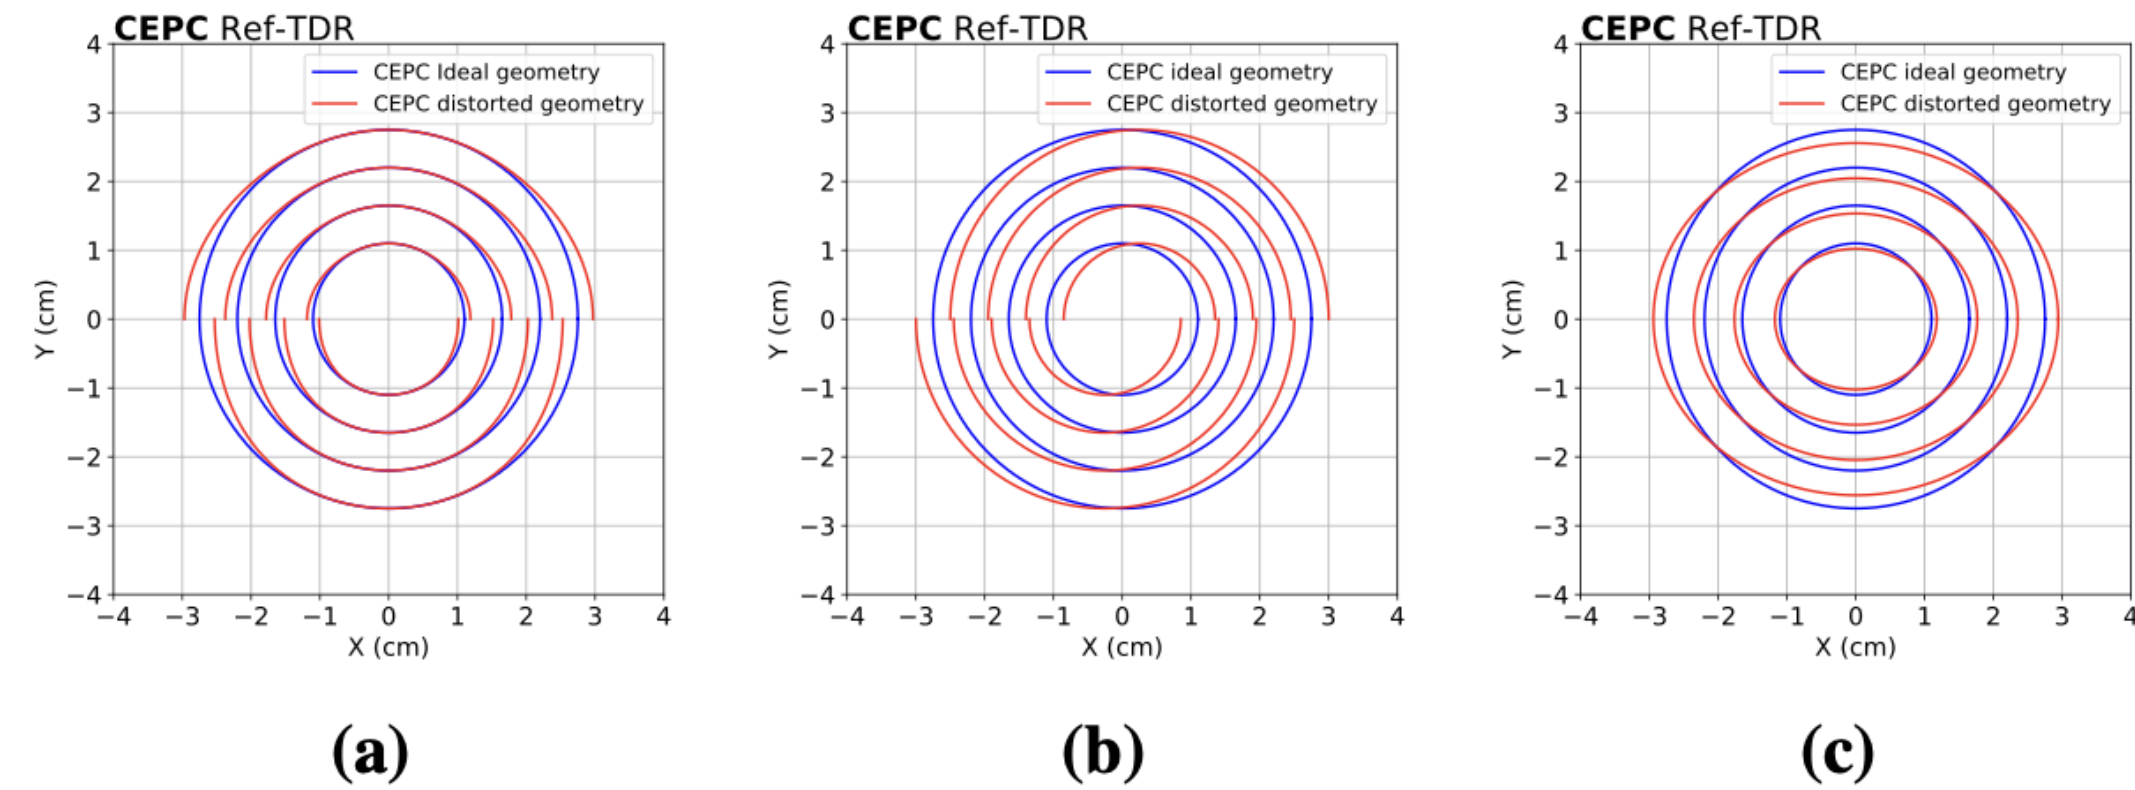 CEPC Ref-TDR
CEPC Ideal geometry
CEPC distorted geometry
4
3
2
1
0
−1
−2
−3
−4
Y (cm)
−4 −3 −2 −1 0 1 2 3 4
X (cm)
(a)
CEPC Ref-TDR
CEPC ideal geometry
CEPC distorted geometry
4
3
2
1
0
−1
−2
−3
−4
Y (cm)
−4 −3 −2 −1 0 1 2 3 4
X (cm)
(b)
CEPC Ref-TDR
CEPC ideal geometry
CEPC distorted geometry
4
3
2
1
0
−1
−2
−3
−4
Y (cm)
−4 −3 −2 −1 0 1 2 3 4
X (cm)
(c)